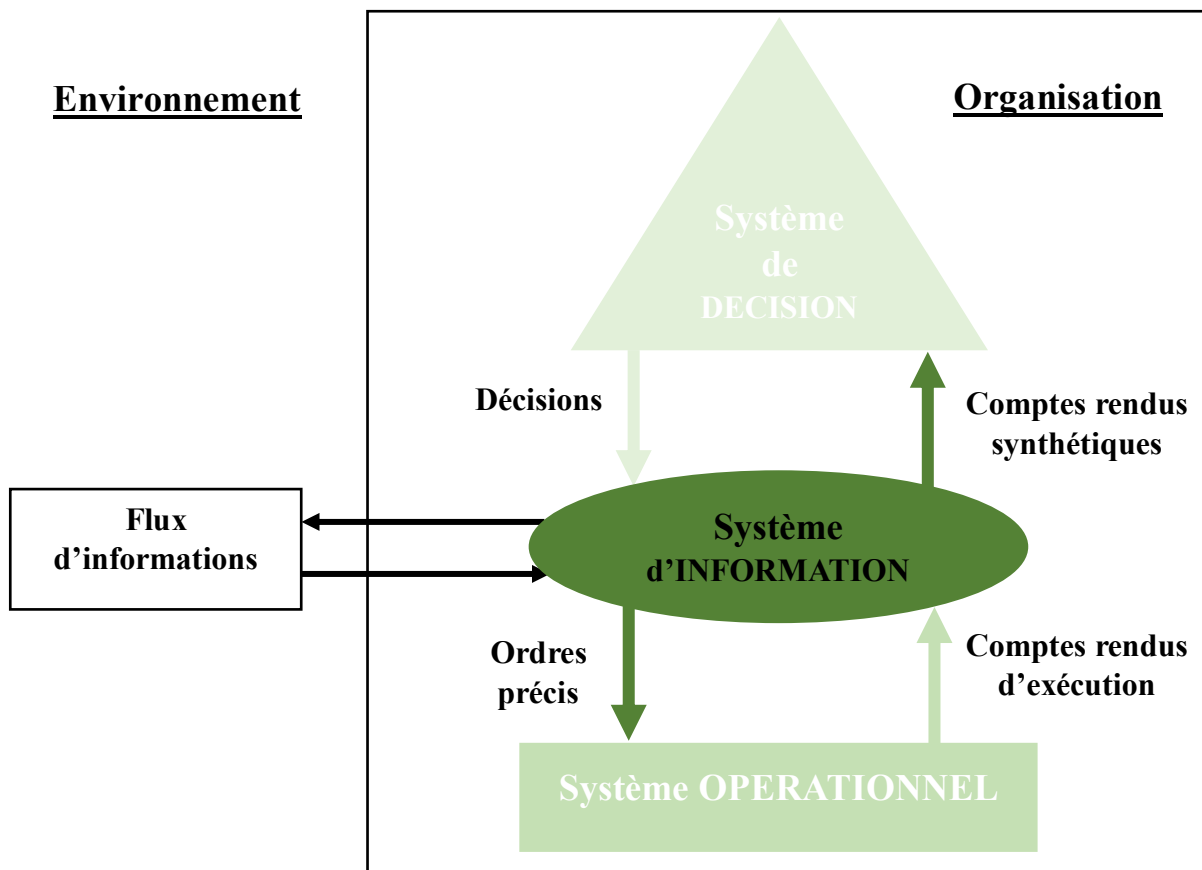 Environnement
Organisation
Système
de
DECISION
Décisions
Comptes rendus
synthétiques
Flux
d’informations
Système
d’INFORMATION
Ordres
précis
Comptes rendus
d’exécution
Système OPERATIONNEL